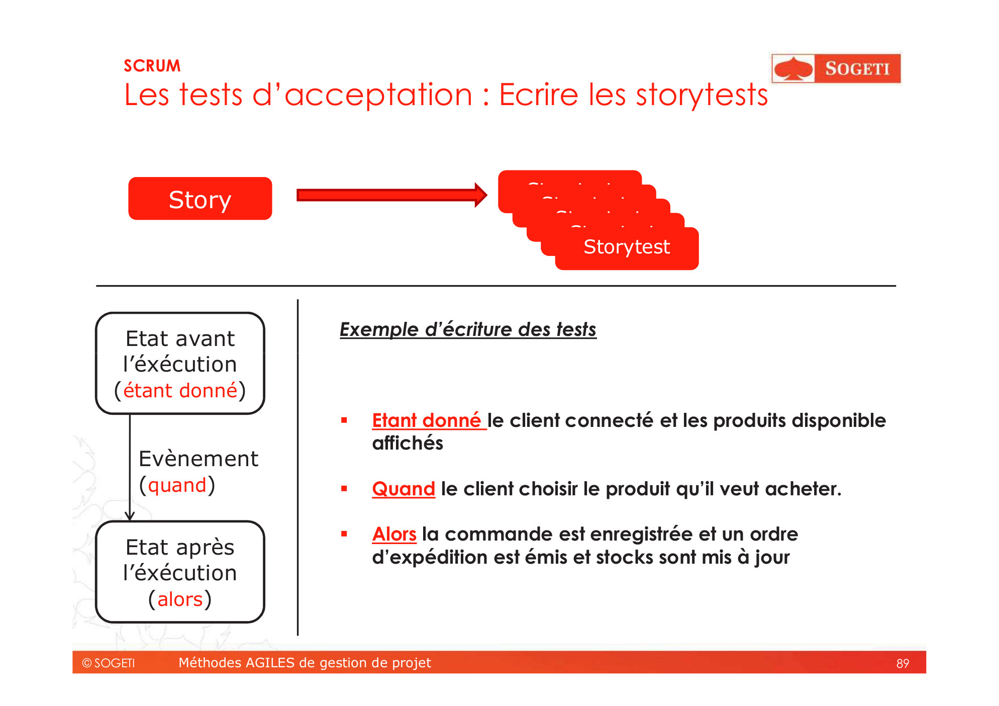 SCRUM
SOGETI
Les tests d’acceptation : Ecrire les storytests
Story
Storytest
Etat avant
l’éxécution
(étant donné)
Evènement
(quand)
Etat après
l’éxécution
(alors)
Exemple d’écriture des tests
▪ Etant donné le client connecté et les produits disponible
affichés
▪ Quand le client choisir le produit qu’il veut acheter.
▪ Alors la commande est enregistrée et un ordre
d’expédition est émis et stocks sont mis à jour
© SOGETI Méthodes AGILES de gestion de projet 89